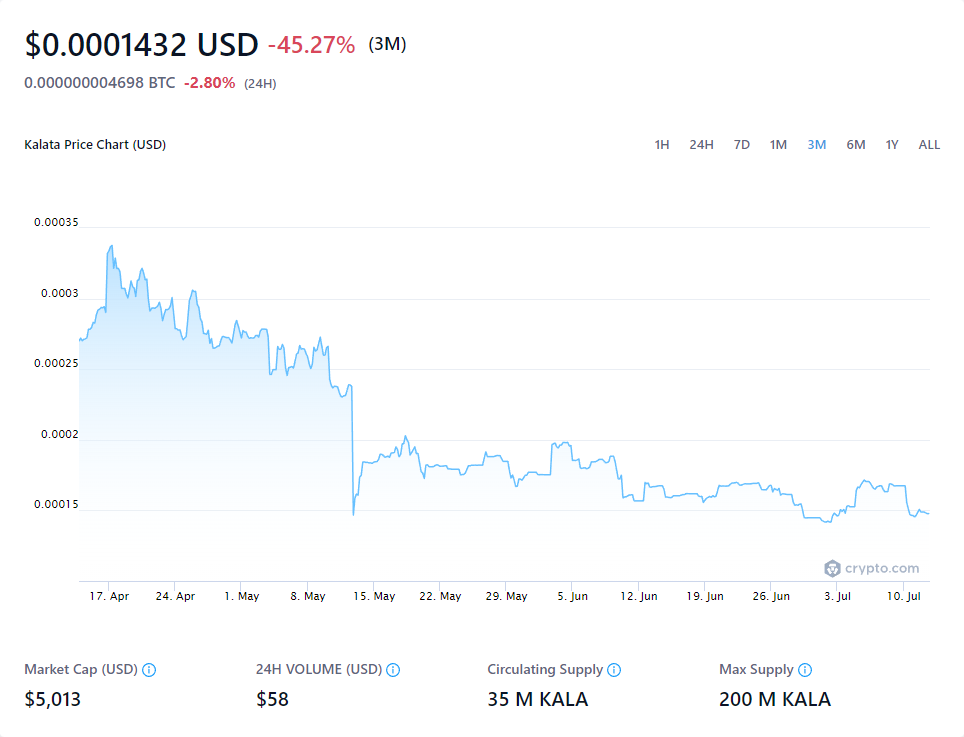 $0.0001432 USD -45.27% (3M)
0.000000004698 BTC -2.80% (24H)
Kalata Price Chart (USD) 1H 24H 7D 1M 3M 6M 1Y ALL
0.00035
0.0003
0.00025
0.0002
0.00015
crypto.com
17. Apr 24. Apr 1. May 8. May 15. May 22. May 29. May 5. Jun 12. Jun 19. Jun 26. Jun 3. Jul 10. Jul
Market Cap (USD) 24H VOLUME (USD) Circulating Supply Max Supply
$5,013 $58 35 M KALA 200 M KALA